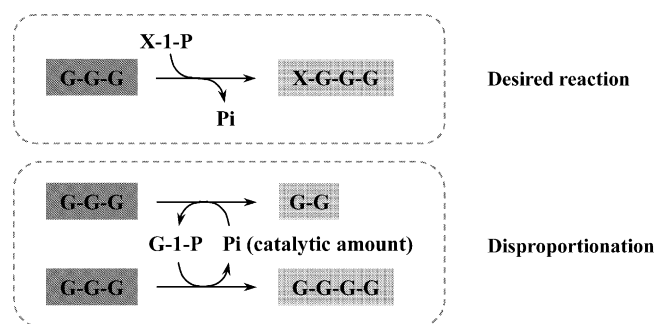 X-1-P
G-G-G X-G-G-G Desired reaction
Pi
G-G-G G-G
G-1-P Pi (catalytic amount) Disproportionation
G-G-G G-G-G-G